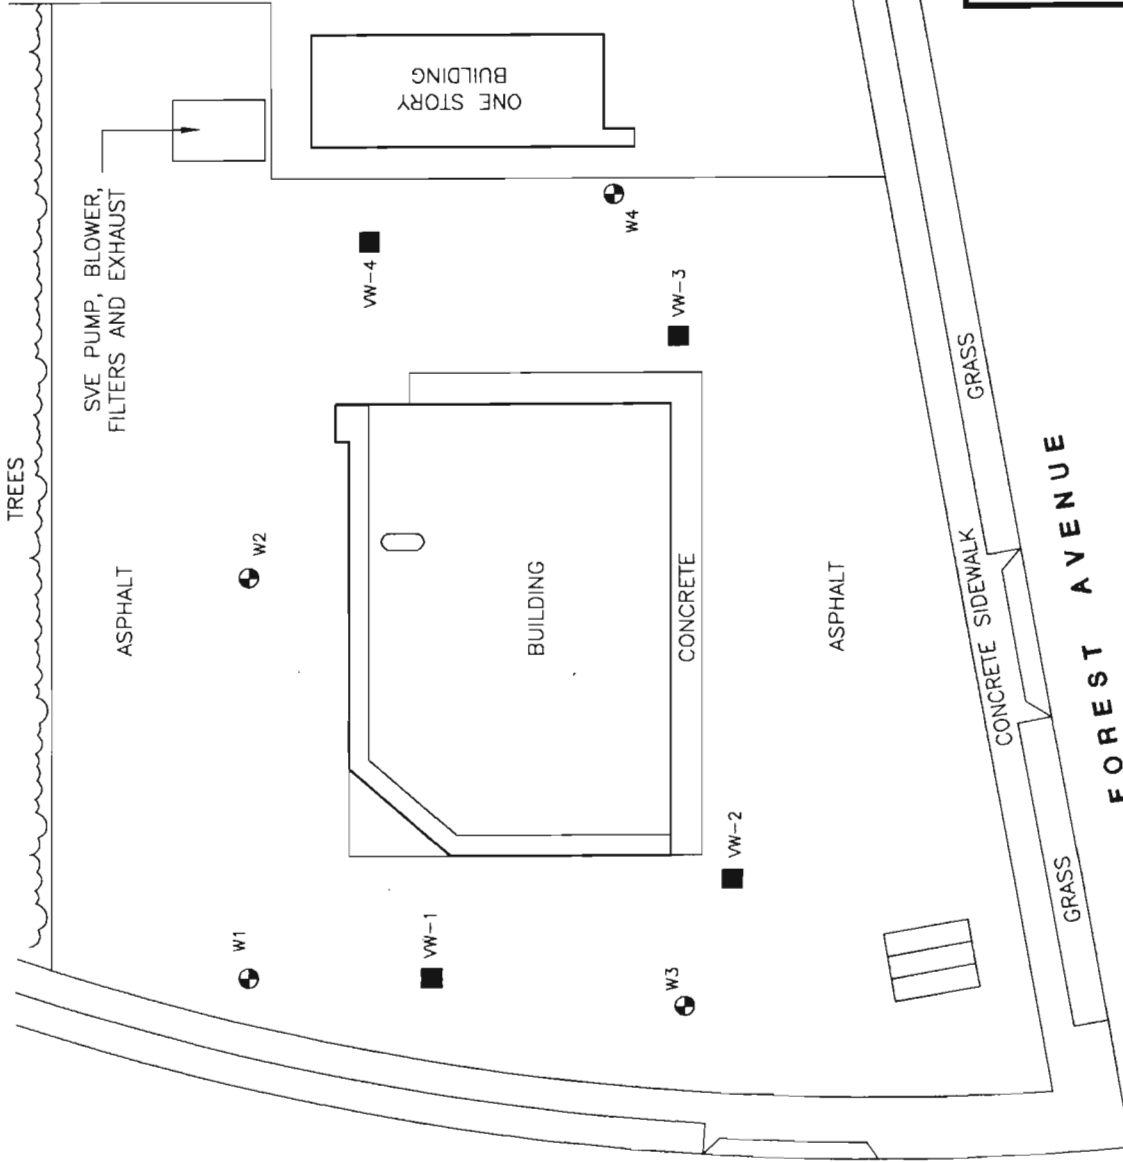 TREES
SVE PUMP, BLOWER,
FILTERS AND EXHAUST
ONE STORY
BUILDING
W4
VW-4
VW-3
GRASS
ASPHALT
W2
BUILDING
CONCRETE
ASPHALT
CONCRETE SIDEWALK
FOREST AVENUE
W1
VW-1
VW-2
W3
GRASS